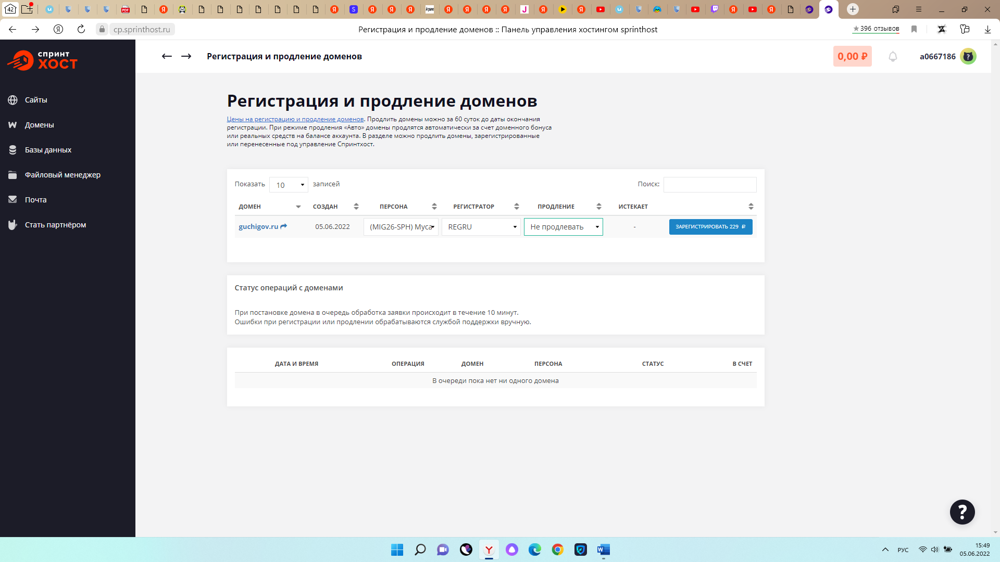 42
cp.sprinthost.ru
Регистрация и продление доменов :: Панель управления хостингом sprinthost
★ 396 отзывов
спринт
ХОСТ
Регистрация и продление доменов
0,00 ₽
a0667186
Сайты
Домены
Базы данных
Файловый менеджер
Почта
Стать партнёром
Регистрация и продление доменов
Цены на регистрацию и продление доменов. Продлить домены можно за 60 суток до даты окончания
регистрации. При режиме продления «Авто» домены продлятся автоматически за счет доменного бонуса
или реальных средств на балансе аккаунта. В разделе можно продлить домены, зарегистрированные
или перенесенные под управление Спринтхост.
Показать 10 записей
Поиск:
ДОМЕН СОЗДАН ПЕРСОНА РЕГИСТРАТОР ПРОДЛЕНИЕ ИСТЕКАЕТ
guchigov.ru 05.06.2022 (MIG26-SPH) Муса REGRU Не продлевать - ЗАРЕГИСТРИРОВАТЬ 229 ₽
Статус операций с доменами
При постановке домена в очередь обработка заявки происходит в течение 10 минут.
Ошибки при регистрации или продлении обрабатываются службой поддержки вручную.
ДАТА И ВРЕМЯ ОПЕРАЦИЯ ДОМЕН ПЕРСОНА СТАТУС В СЧЕТ
В очереди пока нет ни одного домена
?
РУС
15:49
05.06.2022